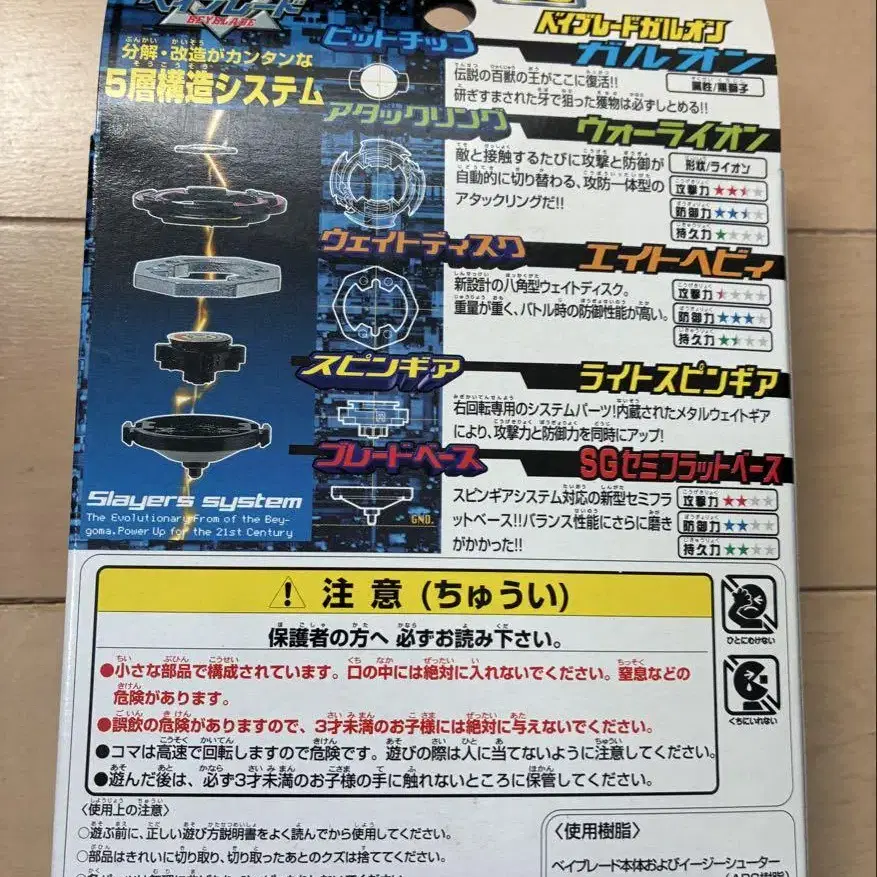 ベイブレード
BEYBLADE
分解・改造がカンタンな
5層構造システム
Slayers system
The Evolutionary From of the Bey-
goma.Power Up for the 21st Century
ビットチップ
ベイブレードガルオン
ガルオン
伝説の百獣の王がここに復活!!
研ぎすまされた牙で狙った獲物は必ずしとめる!!
属性/黒獅子
アタックリング
ウォーライオン
敵と接触するたびに攻撃と防御が
自動的に切り替わる、攻防一体型の
アタックリングだ!!
形状/ライオン
攻撃力 ★★★★★
防御力 ★★★★★
持久力 ★★★★★
ウェイトディスク
エイトヘビィ
新設計の八角型ウェイトディスク。
重量が重く、バトル時の防御性能が高い。
攻撃力 ★★★★★
防御力 ★★★★★
持久力 ★★★★★
スピンギア
ライトスピンギア
右回転専用のシステムパーツ!内蔵されたメタルウェイトギア
により、攻撃力と防御力を同時にアップ!
ブレードベース
SGセミフラットベース
スピンギアシステム対応の新型セミフラ
ットベース!!バランス性能にさらに磨き
がかかった!!
攻撃力 ★★★★
防御力 ★★★★
持久力 ★★★★
GND.
注意(ちゅうい)
保護者の方へ 必ずお読み下さい。
●小さな部品で構成されています。口の中には絶対に入れないでください。窒息などの
危険があります。
●誤飲の危険がありますので、3才未満のお子様には絶対に与えないでください。
●コマは高速で回転しますので危険です。遊びの際は人に当てないように注意してください。
●遊んだ後は、必ず3才未満のお子様の手に触れないところに保管してください。
ひとにむけない
くちにいれない
〈使用上の注意〉
○遊ぶ前に、正しい遊び方説明書をよく読んでから使用してください。
○部品はきれいに切り取り、切り取ったあとのクズは捨ててください。
〈使用樹脂〉
ベイブレード本体およびイージーシューター